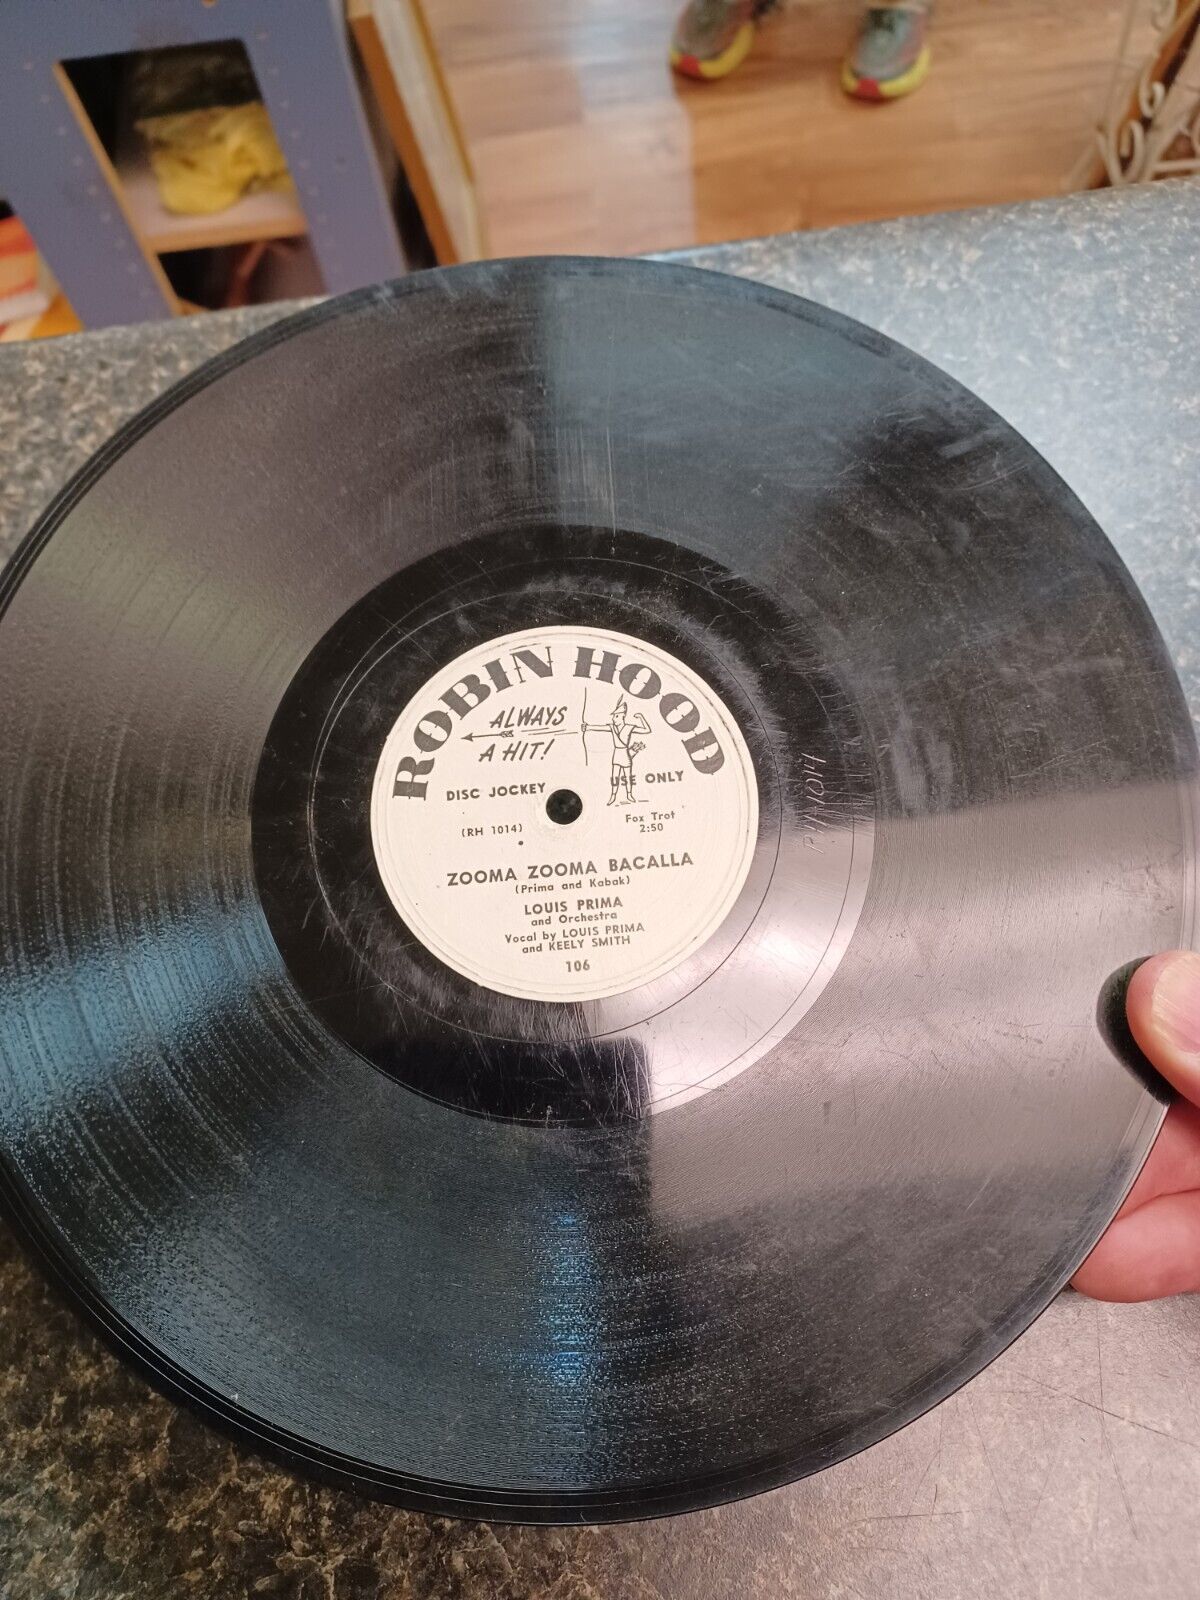 ROBIN HOOD
ALWAYS
A HIT!
DISC JOCKEY USE ONLY
(RH 1014)
Fox Trot
2:50
ZOOMA ZOOMA BACALLA
(Prima and Kabak)
LOUIS PRIMA
and Orchestra
Vocal by LOUIS PRIMA
and KEELY SMITH
106